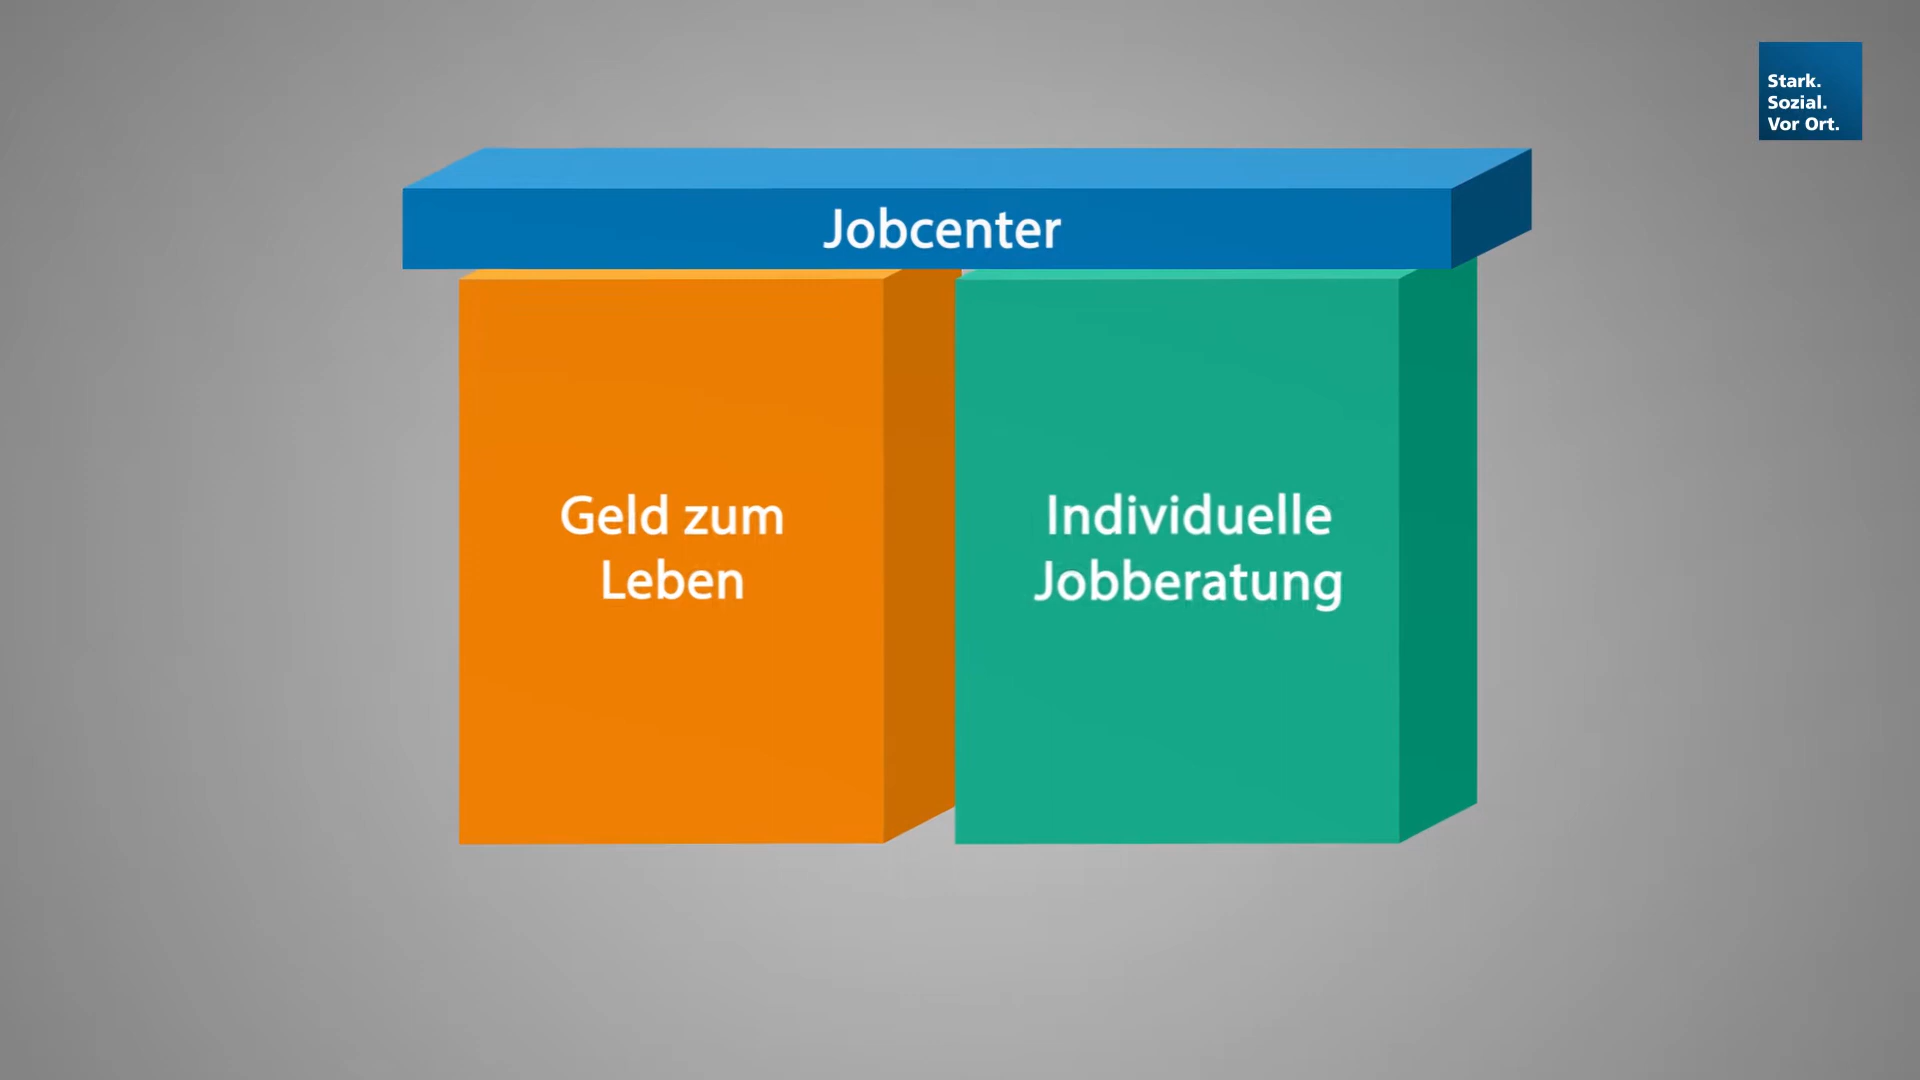 Stark.
Sozial.
Vor Ort.
Jobcenter
Geld zum
Leben
Individuelle
Jobberatung